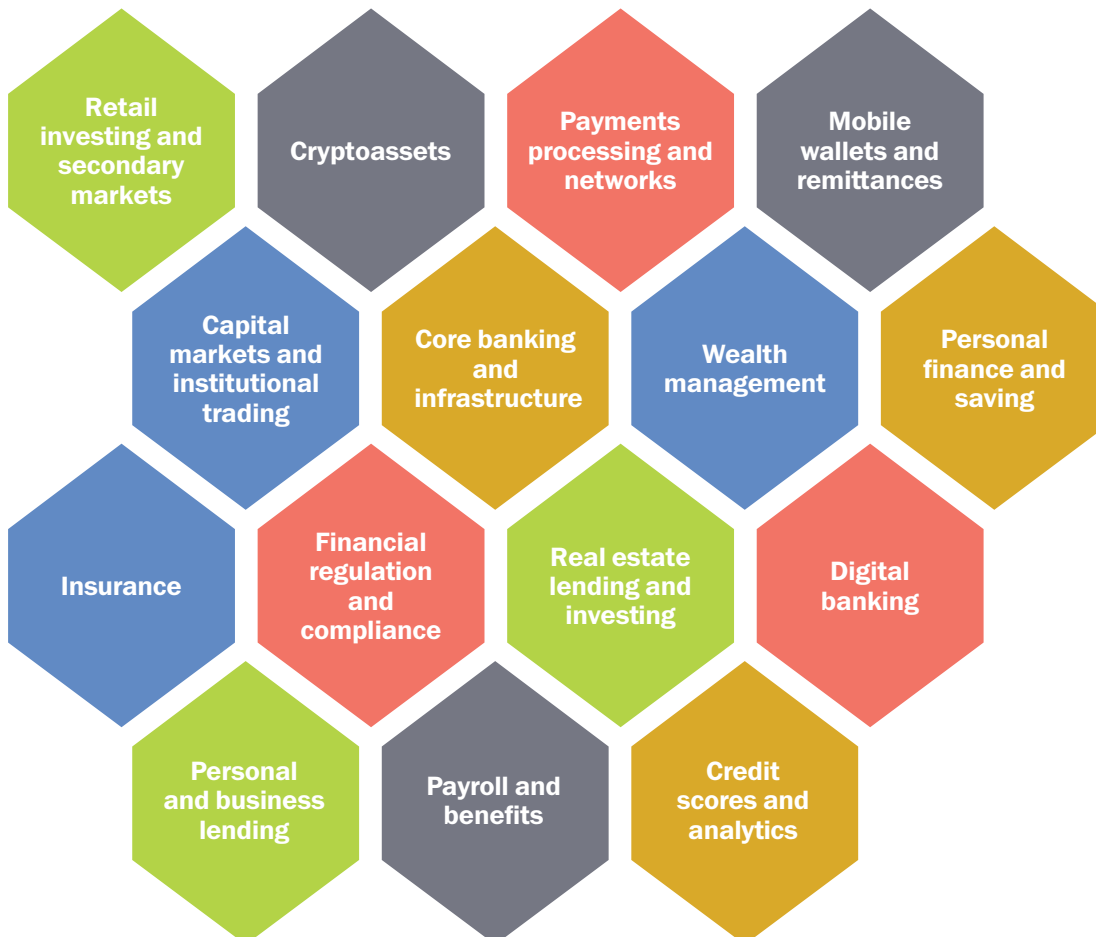 Retail
investing and
secondary
markets
Cryptoassets
Payments
processing and
networks
Mobile
wallets and
remittances
Capital
markets and
institutional
trading
Core banking
and
infrastructure
Wealth
management
Personal
finance and
saving
Insurance
Financial
regulation
and
compliance
Real estate
lending and
investing
Digital
banking
Personal
and business
lending
Payroll and
benefits
Credit
scores and
analytics